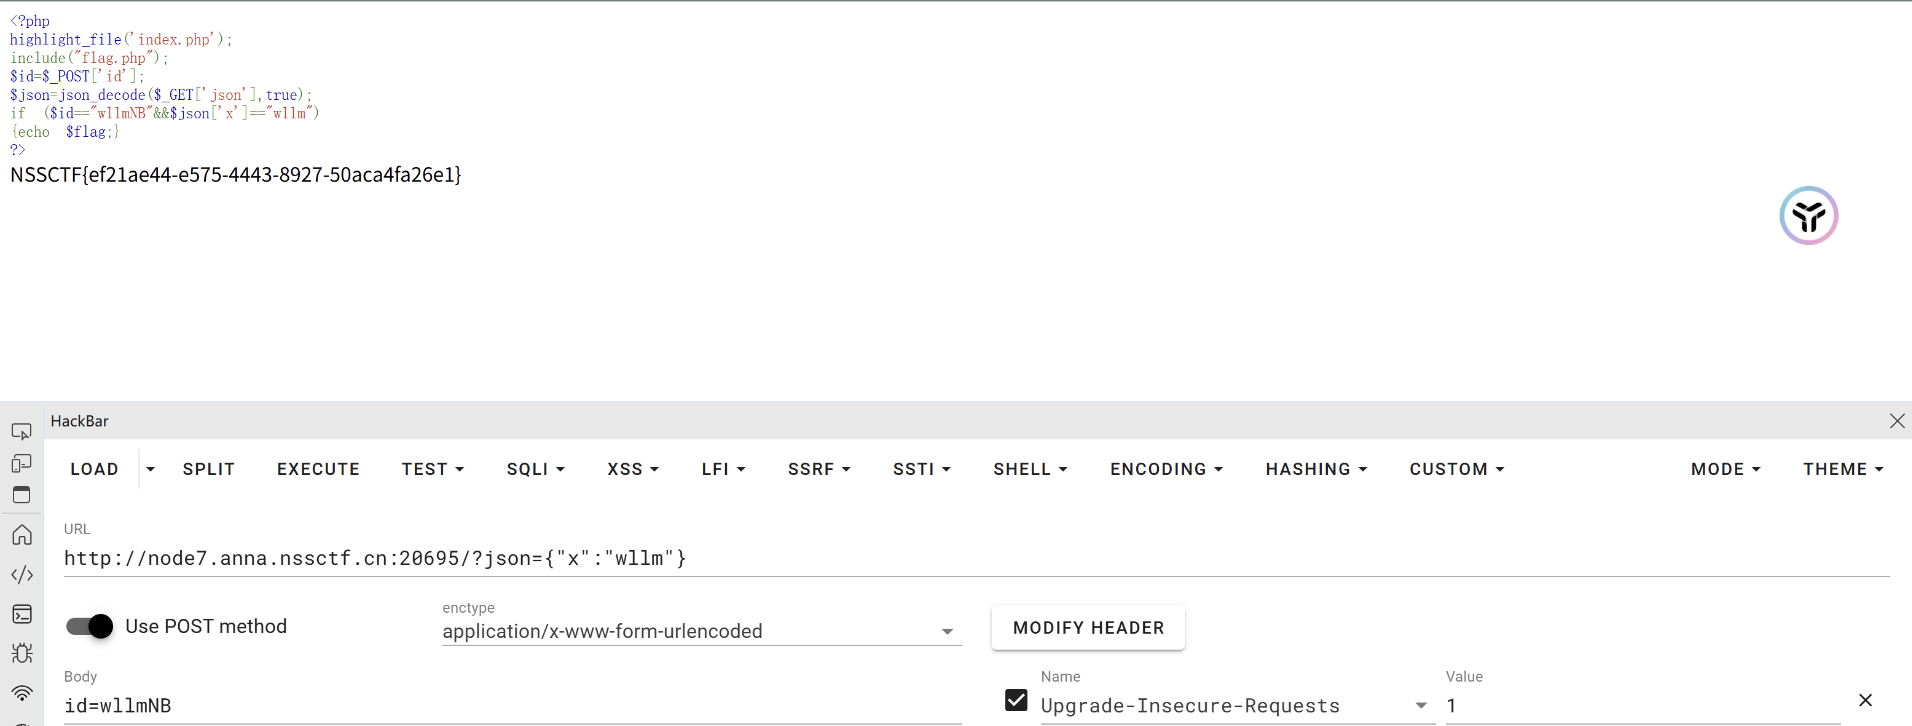 <?php
highlight_file('index.php');
include("flag.php");
$id=$_POST['id'];
$json=json_decode($_GET['json'],true);
if ($id=="wllmNB"&&$json['x']=="wllm")
{echo $flag;}
?>
NSSCTF{ef21ae44-e575-4443-8927-50aca4fa26e1}
HackBar
LOAD SPLIT EXECUTE TEST SQLI XSS LFI SSRF SSTI SHELL ENCODING HASHING CUSTOM MODE THEME
URL
http://node7.anna.nssctf.cn:20695/?json={"x":"wllm"}
Use POST method
enctype
application/x-www-form-urlencoded
MODIFY HEADER
Body
id=wllmNB
Name
Upgrade-Insecure-Requests
Value
1